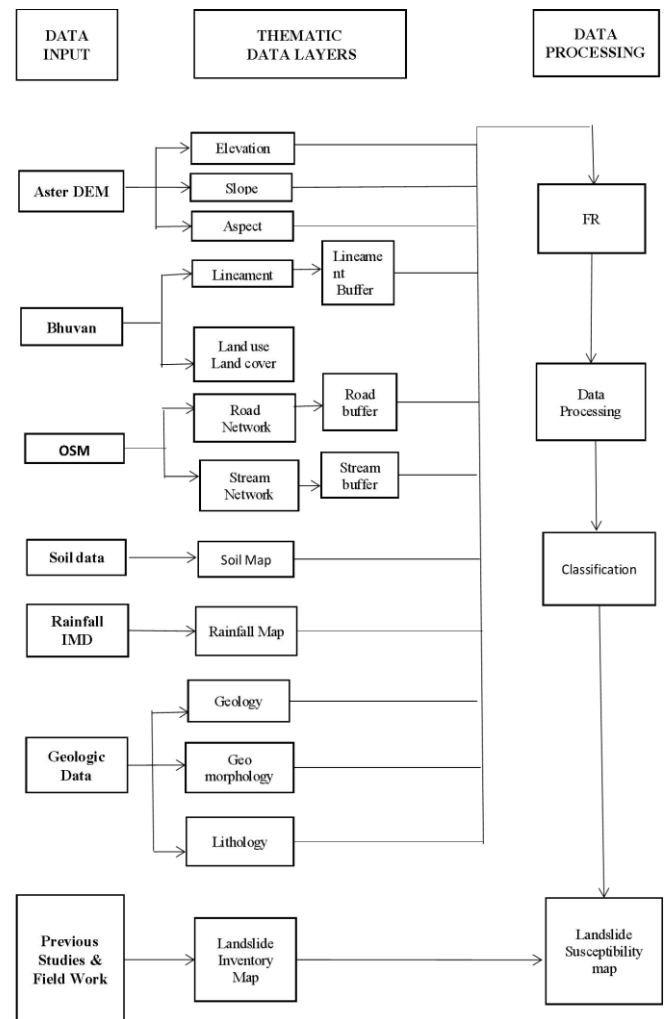 DATA
INPUT
THEMATIC
DATA LAYERS
DATA
PROCESSING
Elevation
Aster DEM
Slope
Aspect
FR
Lineament
Lineame
nt
Buffer
Bhuvan
Land use
Land cover
Data
Processing
Road
Network
Road
buffer
OSM
Stream
Network
Stream
buffer
Soil data
Soil Map
Classification
Rainfall
IMD
Rainfall Map
Geology
Geologic
Data
Geo
morphology
Lithology
Previous
Studies &
Field Work
Landslide
Inventory
Map
Landslide
Susceptibility
map